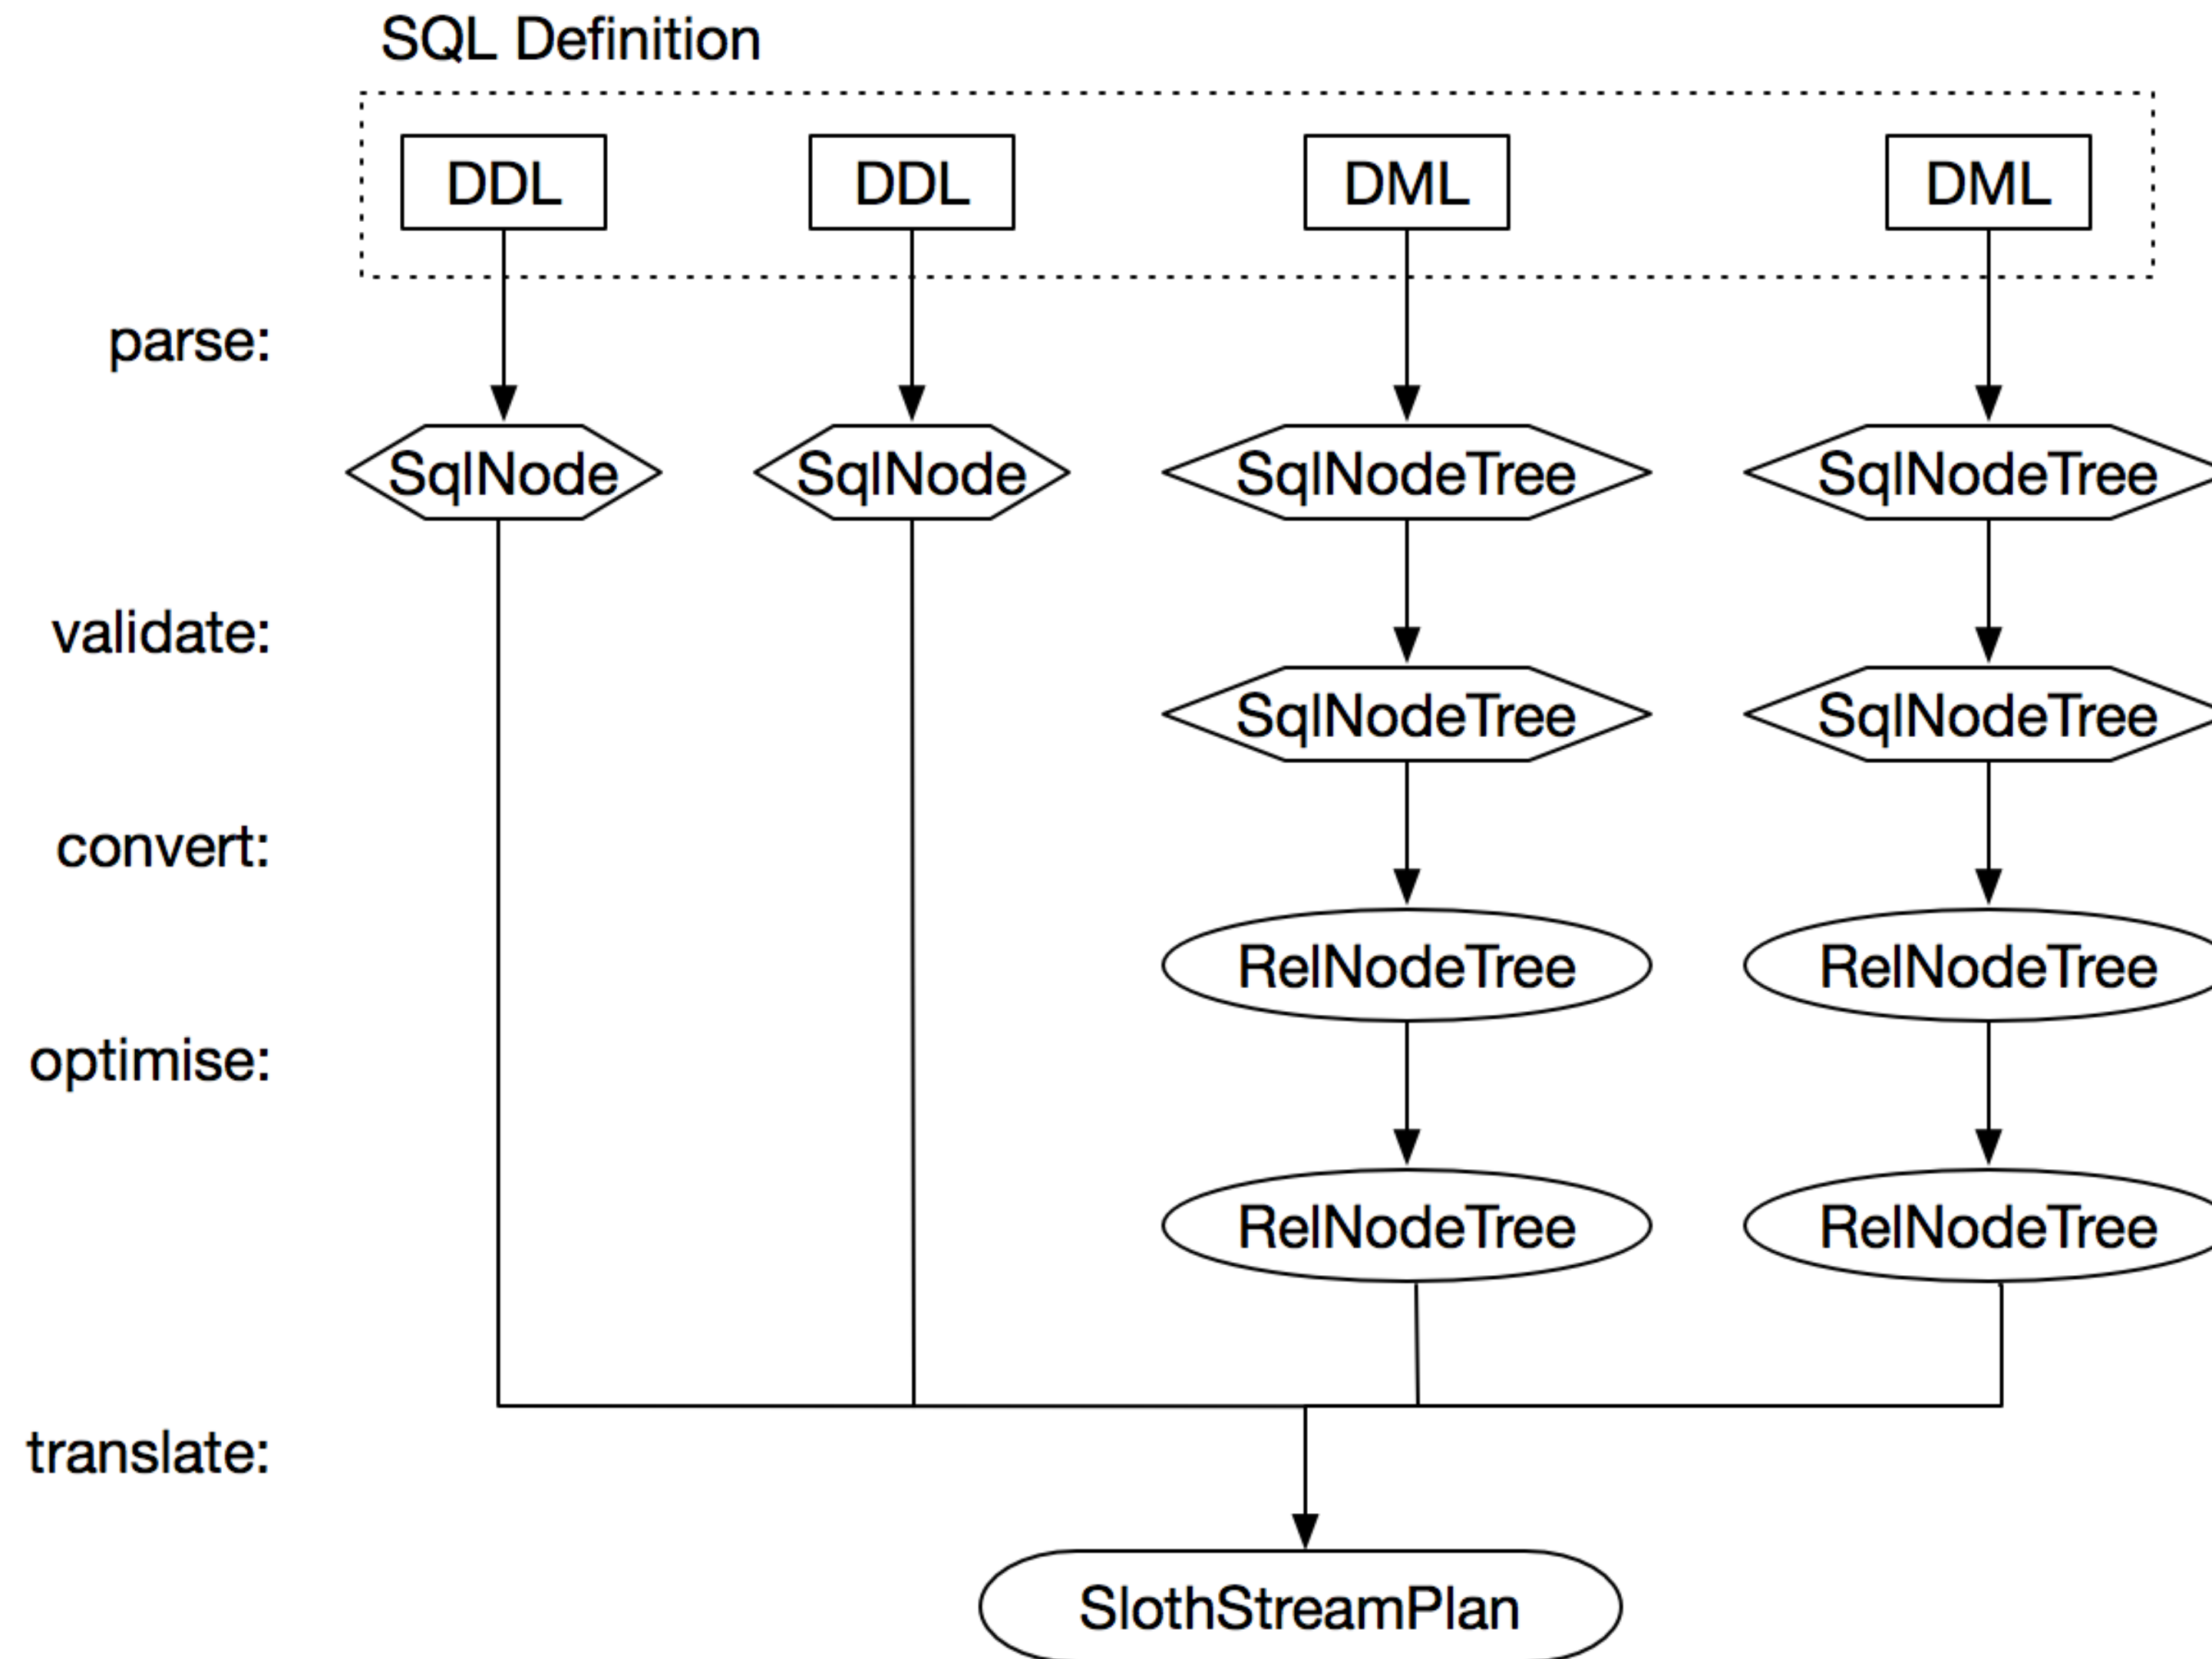 SQL Definition
DDL DDL DML DML
parse:
SqlNode SqlNode SqlNodeTree SqlNodeTree
validate:
SqlNodeTree SqlNodeTree
convert:
RelNodeTree RelNodeTree
optimise:
RelNodeTree RelNodeTree
translate:
SlothStreamPlan